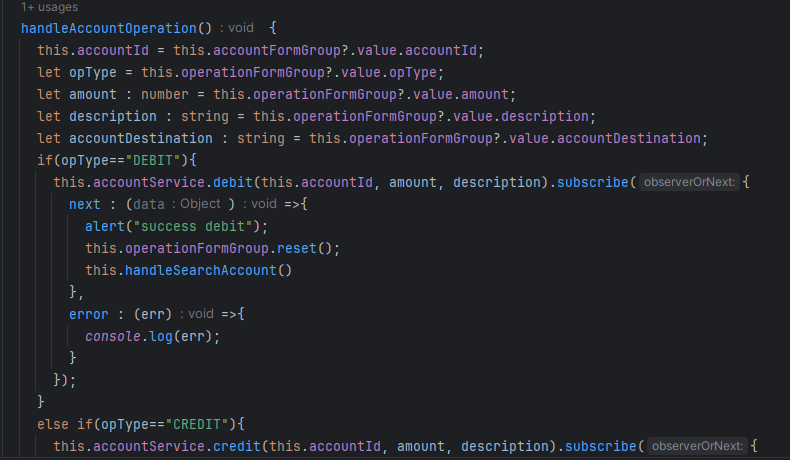 1+ usages
handleAccountOperation() : void {
this.accountId = this.accountFormGroup?.value.accountId;
let opType = this.operationFormGroup?.value.opType;
let amount : number = this.operationFormGroup?.value.amount;
let description : string = this.operationFormGroup?.value.description;
let accountDestination : string = this.operationFormGroup?.value.accountDestination;
if(opType=="DEBIT"){
this.accountService.debit(this.accountId, amount, description).subscribe( observerOrNext: {
next : (data : Object ) : void =>{
alert("success debit");
this.operationFormGroup.reset();
this.handleSearchAccount()
},
error : (err) : void =>{
console.log(err);
}
});
}
else if(opType=="CREDIT"){
this.accountService.credit(this.accountId, amount, description).subscribe( observerOrNext: {